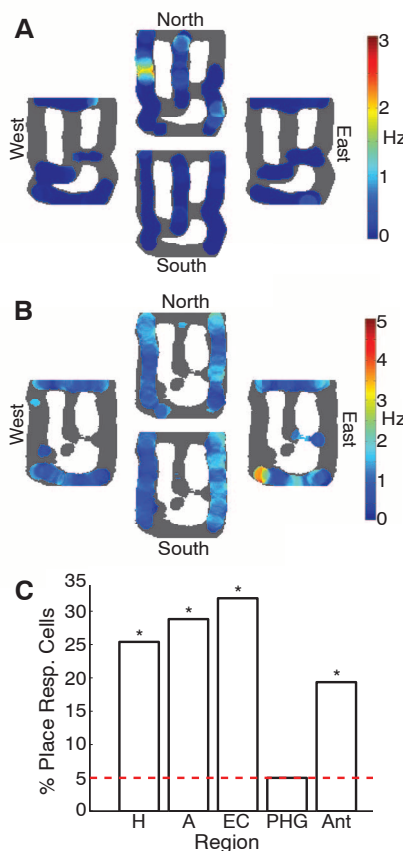 A
North
West
East
South
3
2
Hz
1
0
B
North
West
East
South
5
4
3
Hz
2
1
0
C
% Place Resp. Cells
35
30
25
20
15
10
5
0
* * * *
H A EC PHG Ant
Region